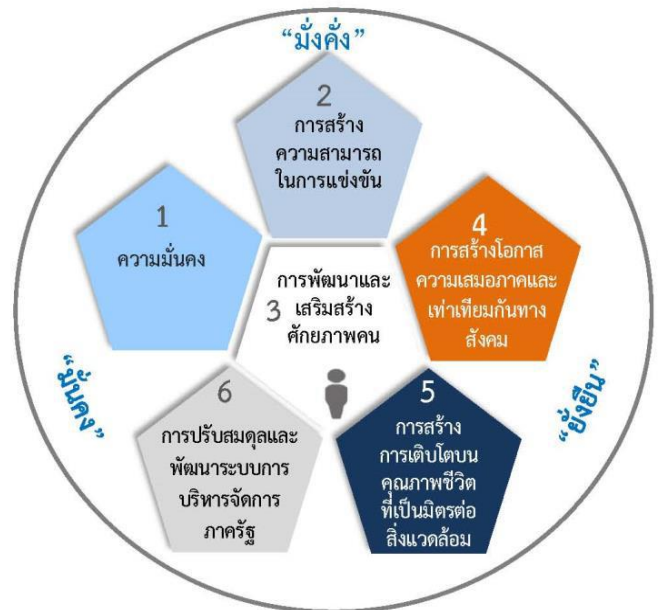 “มั่งคั่ง”
2
การสร้าง
ความสามารถ
ในการแข่งขัน
1
ความมั่นคง
4
การสร้างโอกาส
ความเสมอภาคและ
เท่าเทียมกันทาง
สังคม
การพัฒนาและ
3 เสริมสร้าง
ศักยภาพคน
“มั่นคง”
“ยั่งยืน”
6
การปรับสมดุลและ
พัฒนาระบบการ
บริหารจัดการ
ภาครัฐ
5
การสร้าง
การเติบโตบน
คุณภาพชีวิต
ที่เป็นมิตรต่อ
สิ่งแวดล้อม